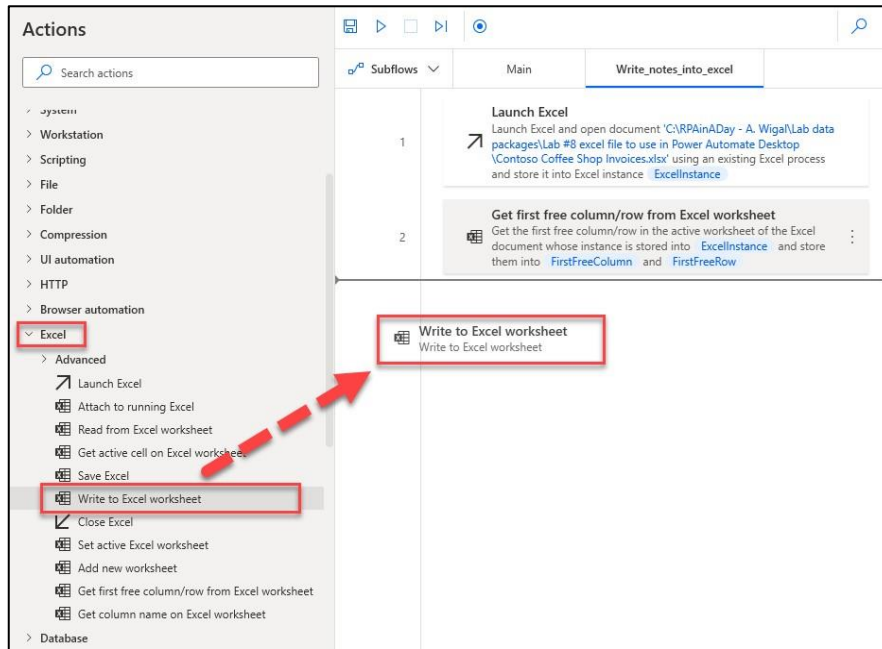 Actions
Search actions
System
Workstation
Scripting
File
Folder
Compression
UI automation
HTTP
Browser automation
Excel
Advanced
Launch Excel
Attach to running Excel
Read from Excel worksheet
Get active cell on Excel worksheet
Save Excel
Write to Excel worksheet
Close Excel
Set active Excel worksheet
Add new worksheet
Get first free column/row from Excel worksheet
Get column name on Excel worksheet
Database
Subflows
Main
Write_notes_into_excel
1
Launch Excel
Launch Excel and open document 'C:\RPAinADay - A. Wigal\Lab data
packages\Lab #8 excel file to use in Power Automate Desktop
\Contoso Coffee Shop Invoices.xlsx' using an existing Excel process
and store it into Excel instance ExcelInstance
2
Get first free column/row from Excel worksheet
Get the first free column/row in the active worksheet of the Excel
document whose instance is stored into ExcelInstance and store
them into FirstFreeColumn and FirstFreeRow
Write to Excel worksheet
Write to Excel worksheet